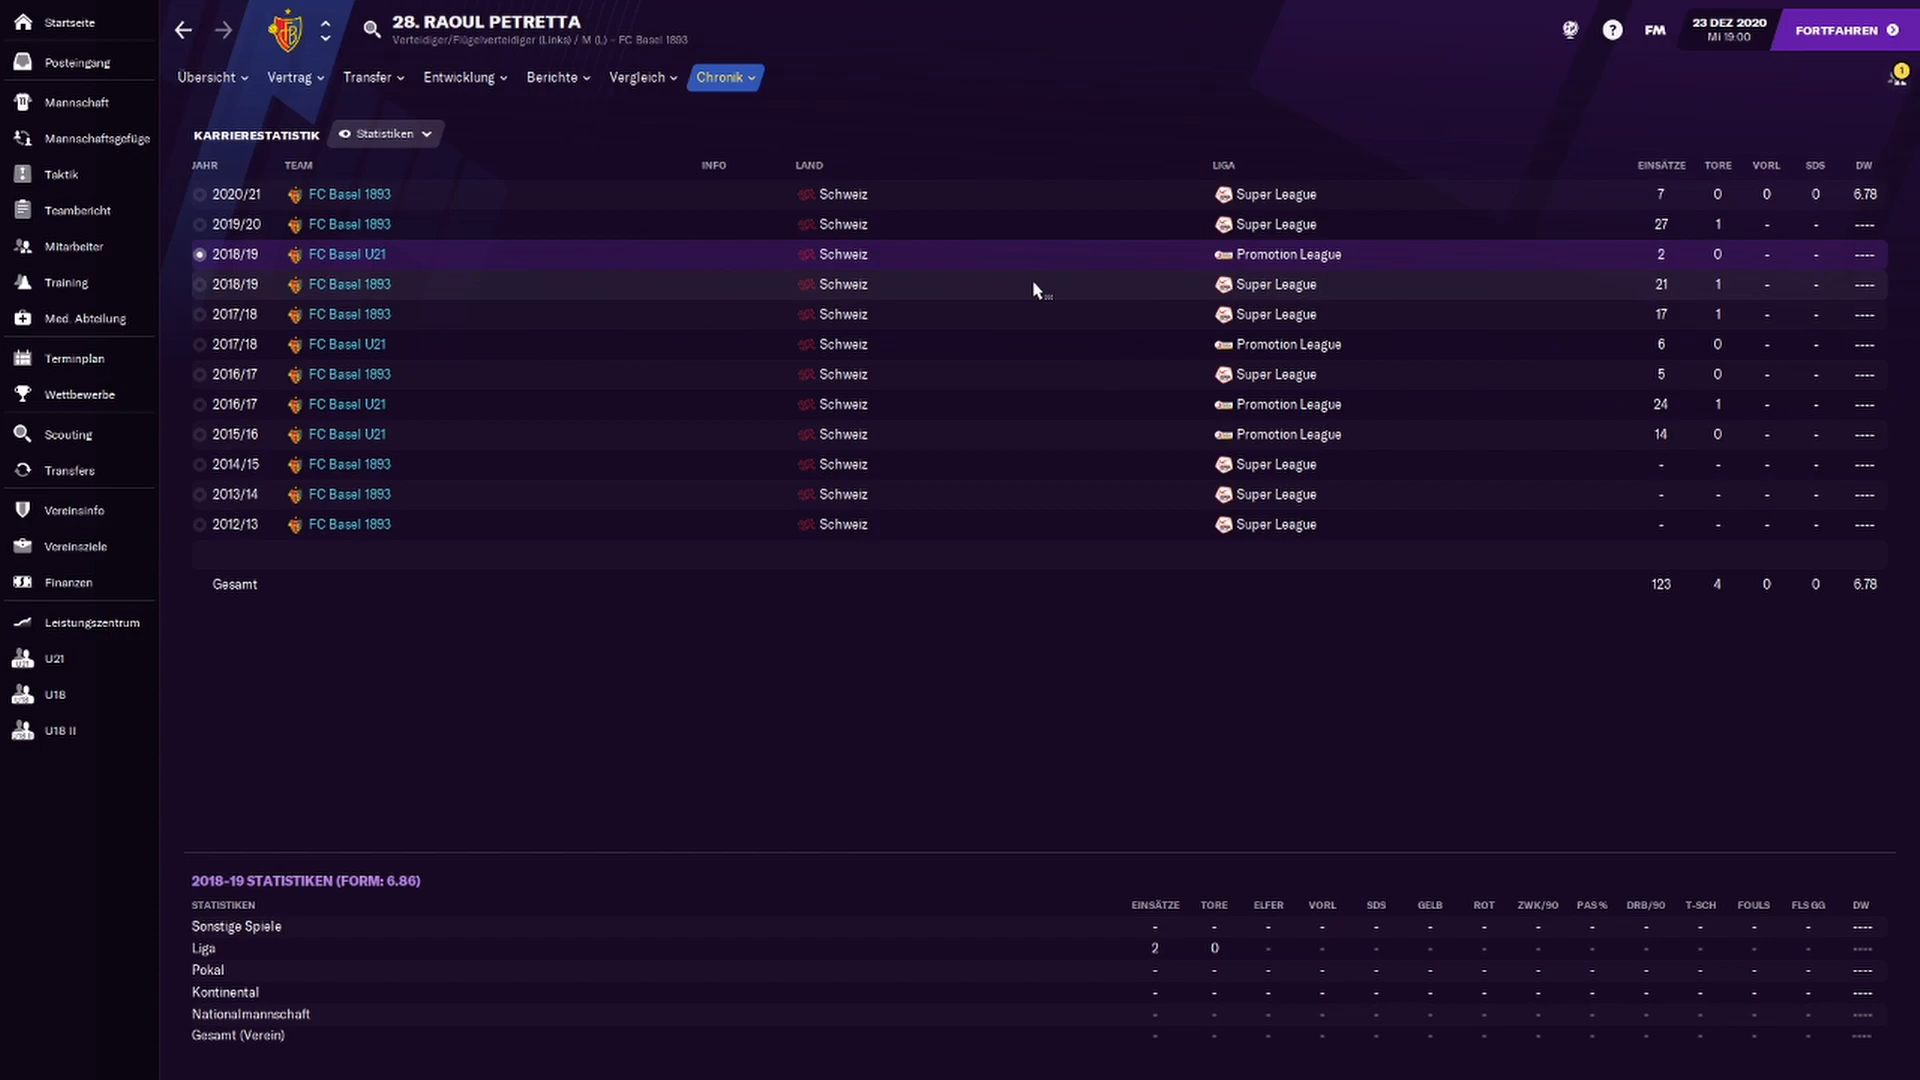 Startseite
Posteingang
Mannschaft
Mannschaftsgefüge
Taktik
Teambericht
Mitarbeiter
Training
Med. Abteilung
Terminplan
Wettbewerbe
Scouting
Transfers
Vereinsinfo
Vereinsziele
Finanzen
Leistungszentrum
U21
U18
U18 II
28. RAOUL PETRETTA
Verteidiger/Flügelverteidiger (Links) / M (L) - FC Basel 1893
FM
23 DEZ 2020
MI 19:00
FORTFAHREN
1
Übersicht Vertrag Transfer Entwicklung Berichte Vergleich Chronik
KARRIERESTATISTIK Statistiken
JAHR TEAM INFO LAND LIGA EINSÄTZE TORE VORL SDS DW
2020/21 FC Basel 1893 Schweiz Super League 7 0 0 0 6.78
2019/20 FC Basel 1893 Schweiz Super League 27 1 - - ----
2018/19 FC Basel U21 Schweiz Promotion League 2 0 - - ----
2018/19 FC Basel 1893 Schweiz Super League 21 1 - - ----
2017/18 FC Basel 1893 Schweiz Super League 17 1 - - ----
2017/18 FC Basel U21 Schweiz Promotion League 6 0 - - ----
2016/17 FC Basel 1893 Schweiz Super League 5 0 - - ----
2016/17 FC Basel U21 Schweiz Promotion League 24 1 - - ----
2015/16 FC Basel U21 Schweiz Promotion League 14 0 - - ----
2014/15 FC Basel 1893 Schweiz Super League - - - - ----
2013/14 FC Basel 1893 Schweiz Super League - - - - ----
2012/13 FC Basel 1893 Schweiz Super League - - - - ----
Gesamt 123 4 0 0 6.78
2018-19 STATISTIKEN (FORM: 6.86)
STATISTIKEN EINSÄTZE TORE ELFER VORL SDS GELB ROT ZWK/90 PAS % DRB/90 T-SCH FOULS FLS GG DW
Sonstige Spiele - - - - - - - - - - - - - ----
Liga 2 0 - - - - - - - - - - - ----
Pokal - - - - - - - - - - - - - ----
Kontinental - - - - - - - - - - - - - ----
Nationalmannschaft - - - - - - - - - - - - - ----
Gesamt (Verein) - - - - - - - - - - - - - ----